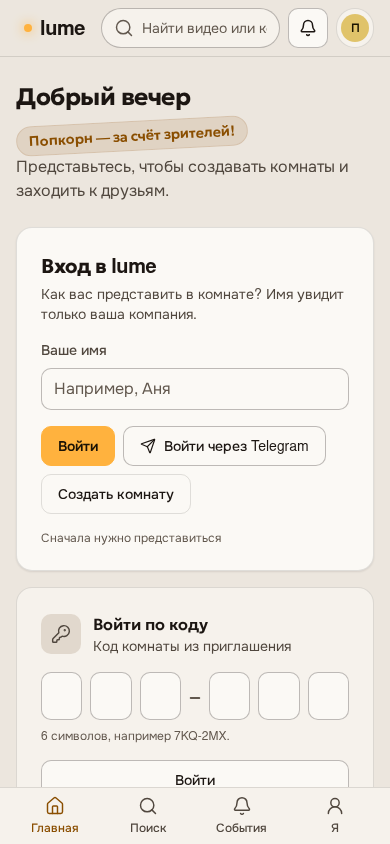 lume
Найти видео или к
П
Добрый вечер
Попкорн — за счёт зрителей!
Представьтесь, чтобы создавать комнаты и
заходить к друзьям.
Вход в lume
Как вас представить в комнате? Имя увидит
только ваша компания.
Ваше имя
Например, Аня
Войти
Войти через Telegram
Создать комнату
Сначала нужно представиться
Войти по коду
Код комнаты из приглашения
–
6 символов, например 7KQ-2MX.
Войти
Главная
Поиск
События
Я